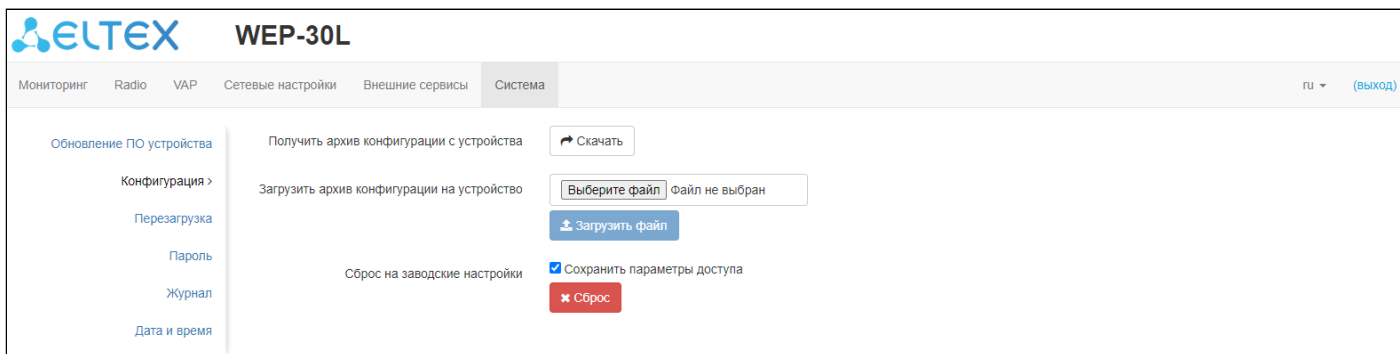 ELTEX WEP-30L
Мониторинг Radio VAP Сетевые настройки Внешние сервисы Система ru (выход)
Обновление ПО устройства
Конфигурация >
Перезагрузка
Пароль
Журнал
Дата и время
Получить архив конфигурации с устройства Скачать
Загрузить архив конфигурации на устройство Выберите файл Файл не выбран
Загрузить файл
Сброс на заводские настройки Сохранить параметры доступа
Сброс